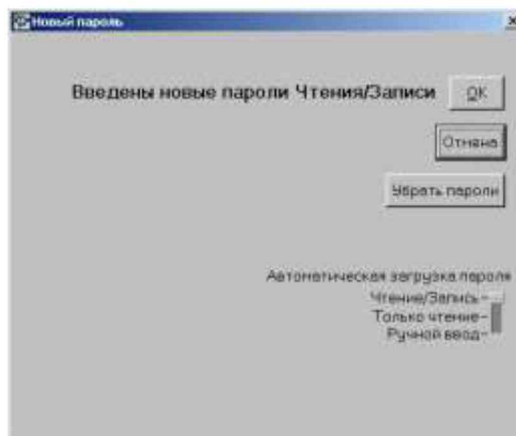 Новый пароль
Введены новые пароли Чтения/Записи
OK
Отмена
Убрать пароли
Автоматическая загрузка пароля
Чтение/Запись
Только чтение
Ручной ввод